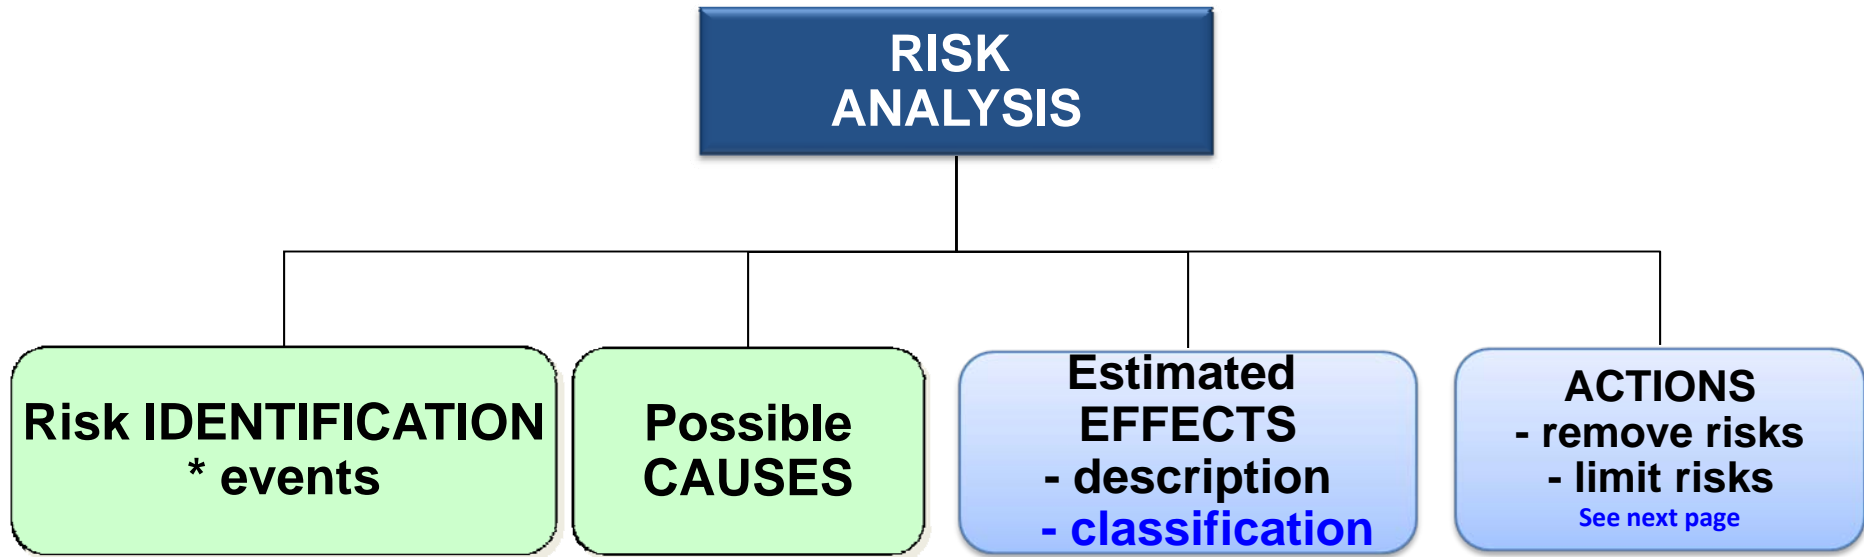 RISK
ANALYSIS
Risk IDENTIFICATION
* events
Possible
CAUSES
Estimated
EFFECTS
- description
- classification
ACTIONS
- remove risks
- limit risks
See next page